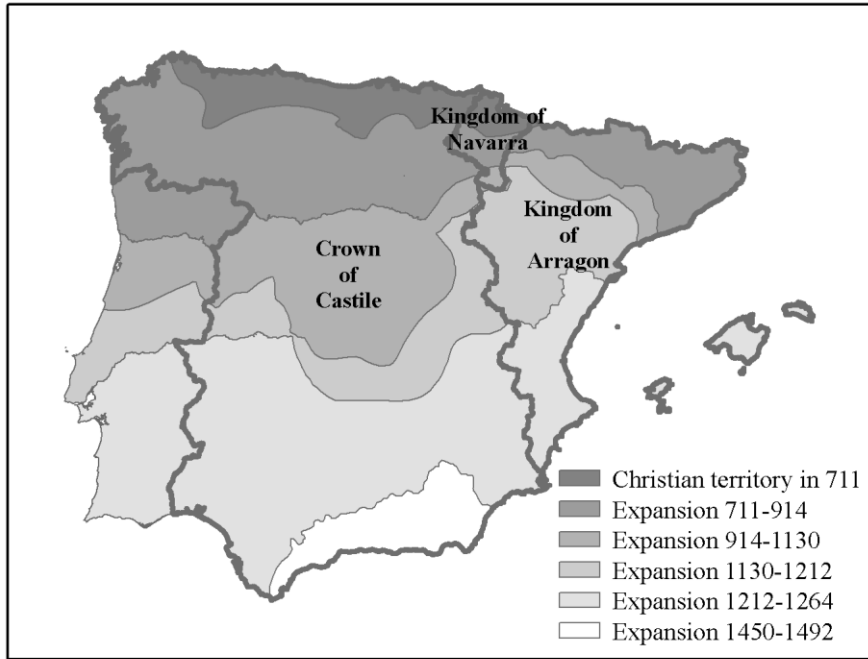 Kingdom of
Navarra
Kingdom
of
Arragon
Crown
of
Castile
Christian territory in 711
Expansion 711-914
Expansion 914-1130
Expansion 1130-1212
Expansion 1212-1264
Expansion 1450-1492